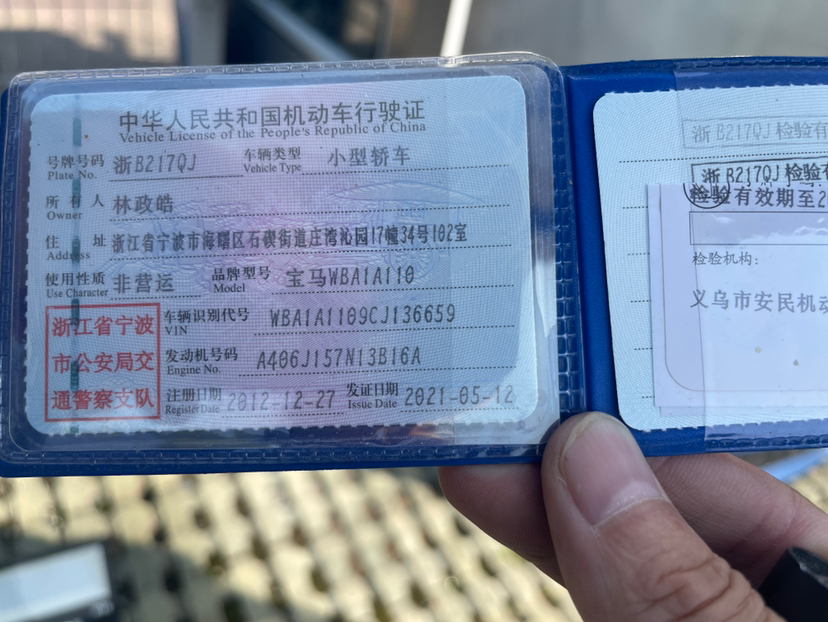 中华人民共和国机动车行驶证
Vehicle License of the People's Republic of China
号牌号码 浙B217QJ 车辆类型 小型轿车
Plate No. Vehicle Type
所有人 林政皓
Owner
住址 浙江省宁波市海曙区石碶街道庄湾沁园17幢34号102室
Address
使用性质 非营运 品牌型号 宝马WBA1A110
Use Character Model
浙江省宁波
市公安局交
通警察支队
车辆识别代号 WBA1A1109CJ136659
VIN
发动机号码 A406J157N13B16A
Engine No.
注册日期 2012-12-27 发证日期 2021-05-12
Register Date Issue Date
浙B217QJ 检验有
浙B217QJ 检验有
检验有效期至2
检验机构:
义乌市安民机动